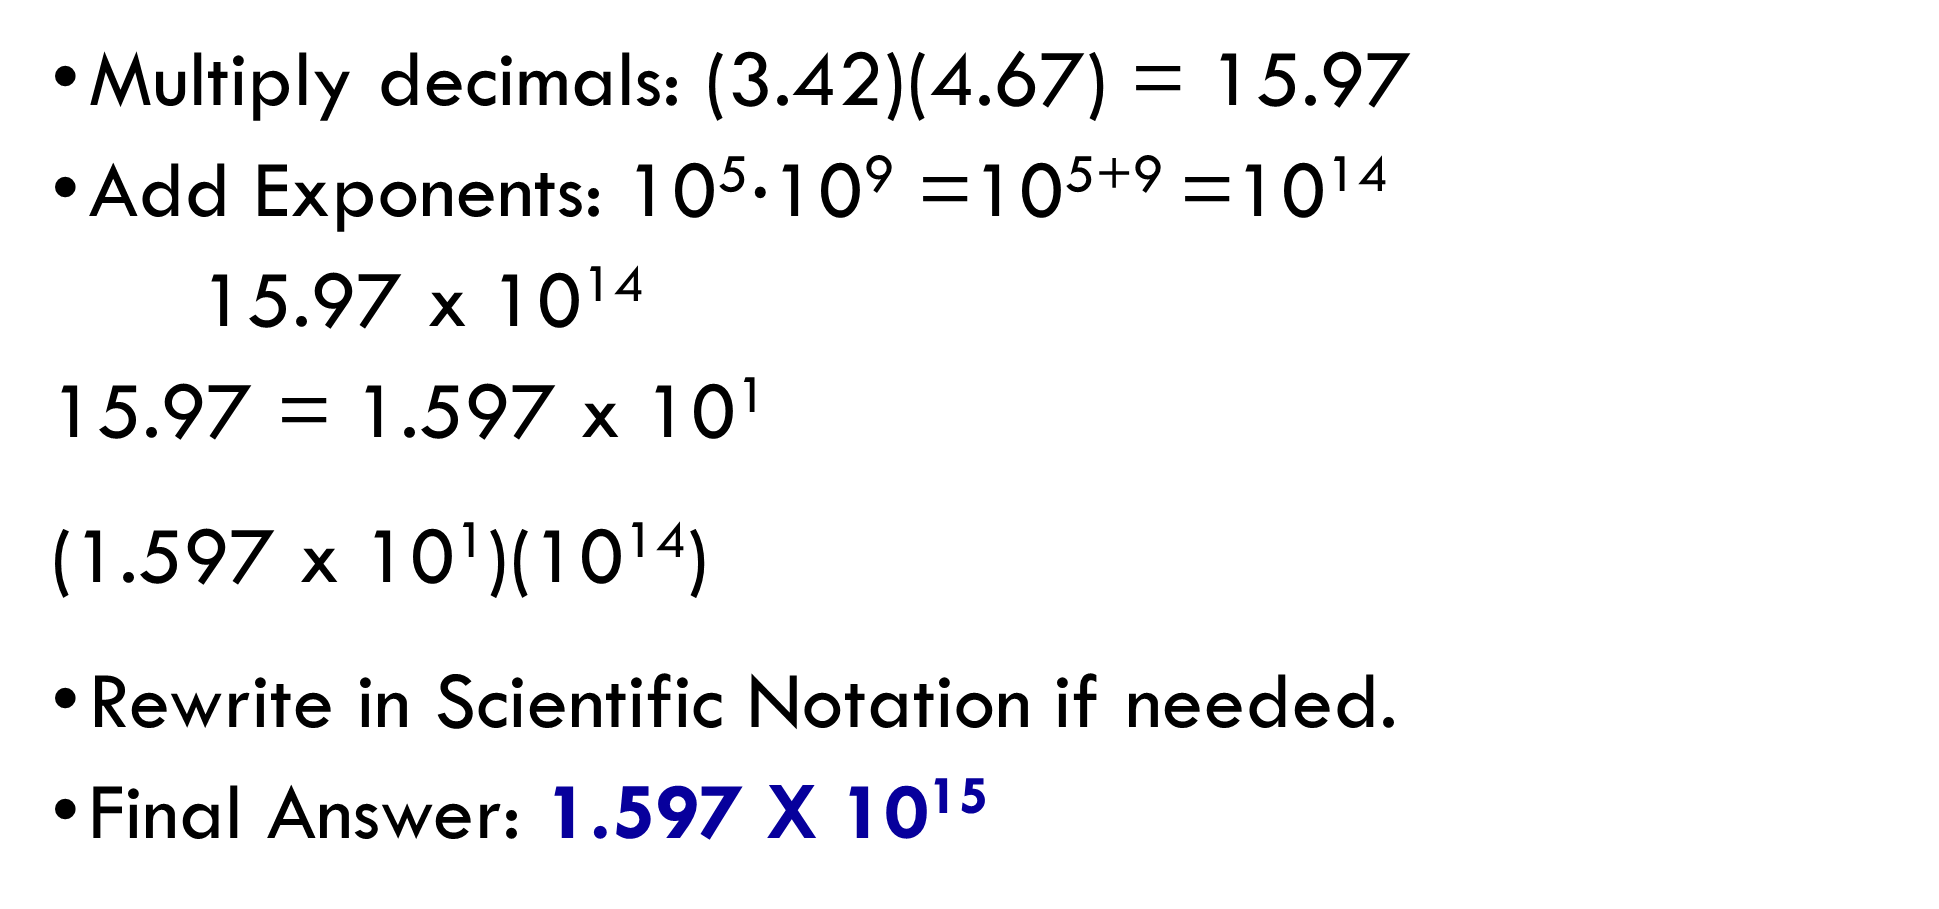 •Multiply decimals: (3.42)(4.67) = 15.97
•Add Exponents: 10⁵·10⁹ =10⁵⁺⁹ =10¹⁴
15.97 x 10¹⁴
15.97 = 1.597 x 10¹
(1.597 x 10¹)(10¹⁴)
•Rewrite in Scientific Notation if needed.
•Final Answer: 1.597 X 10¹⁵